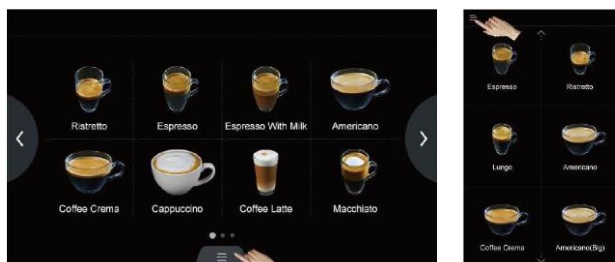 Ristretto Espresso Espresso With Milk Americano
Coffee Crema Cappuccino Coffee Latte Macchiato
Espresso Ristretto
Lungo Americano
Coffee Crema Americano(Big)